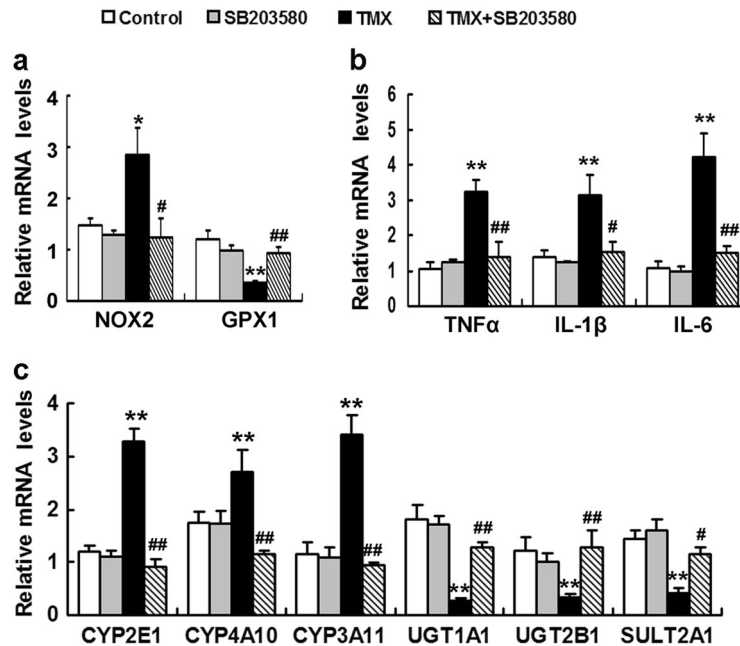 Control SB203580 TMX TMX+SB203580
a
Relative mRNA levels
4
3
2
1
0
* # ** ##
NOX2 GPX1
b
Relative mRNA levels
6
5
4
3
2
1
0
** ## ** # ** ##
TNFα IL-1β IL-6
c
Relative mRNA levels
4
3
2
1
0
** ## ** ## ** ## ** ## ** ## ** #
CYP2E1 CYP4A10 CYP3A11 UGT1A1 UGT2B1 SULT2A1